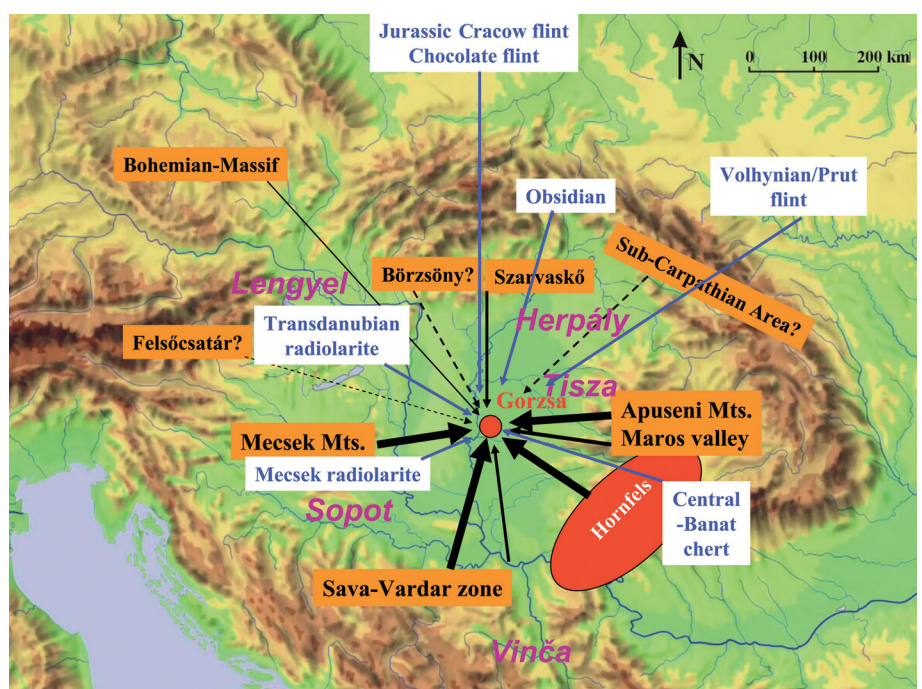 Jurassic Cracow flint
Chocolate flint
N
0 100 200 km
Bohemian-Massif
Obsidian
Volhynian/Prut
flint
Börzsöny?
Szarvaskő
Sub-Carpathian Area?
Lengyel
Herpály
Transdanubian
radiolarite
Felsőcsatár?
Tisza
Gorzsa
Apuseni Mts.
Maros valley
Mecsek Mts.
Mecsek radiolarite
Hornfels
Sopot
Central
-Banat
chert
Sava-Vardar zone
Vinča